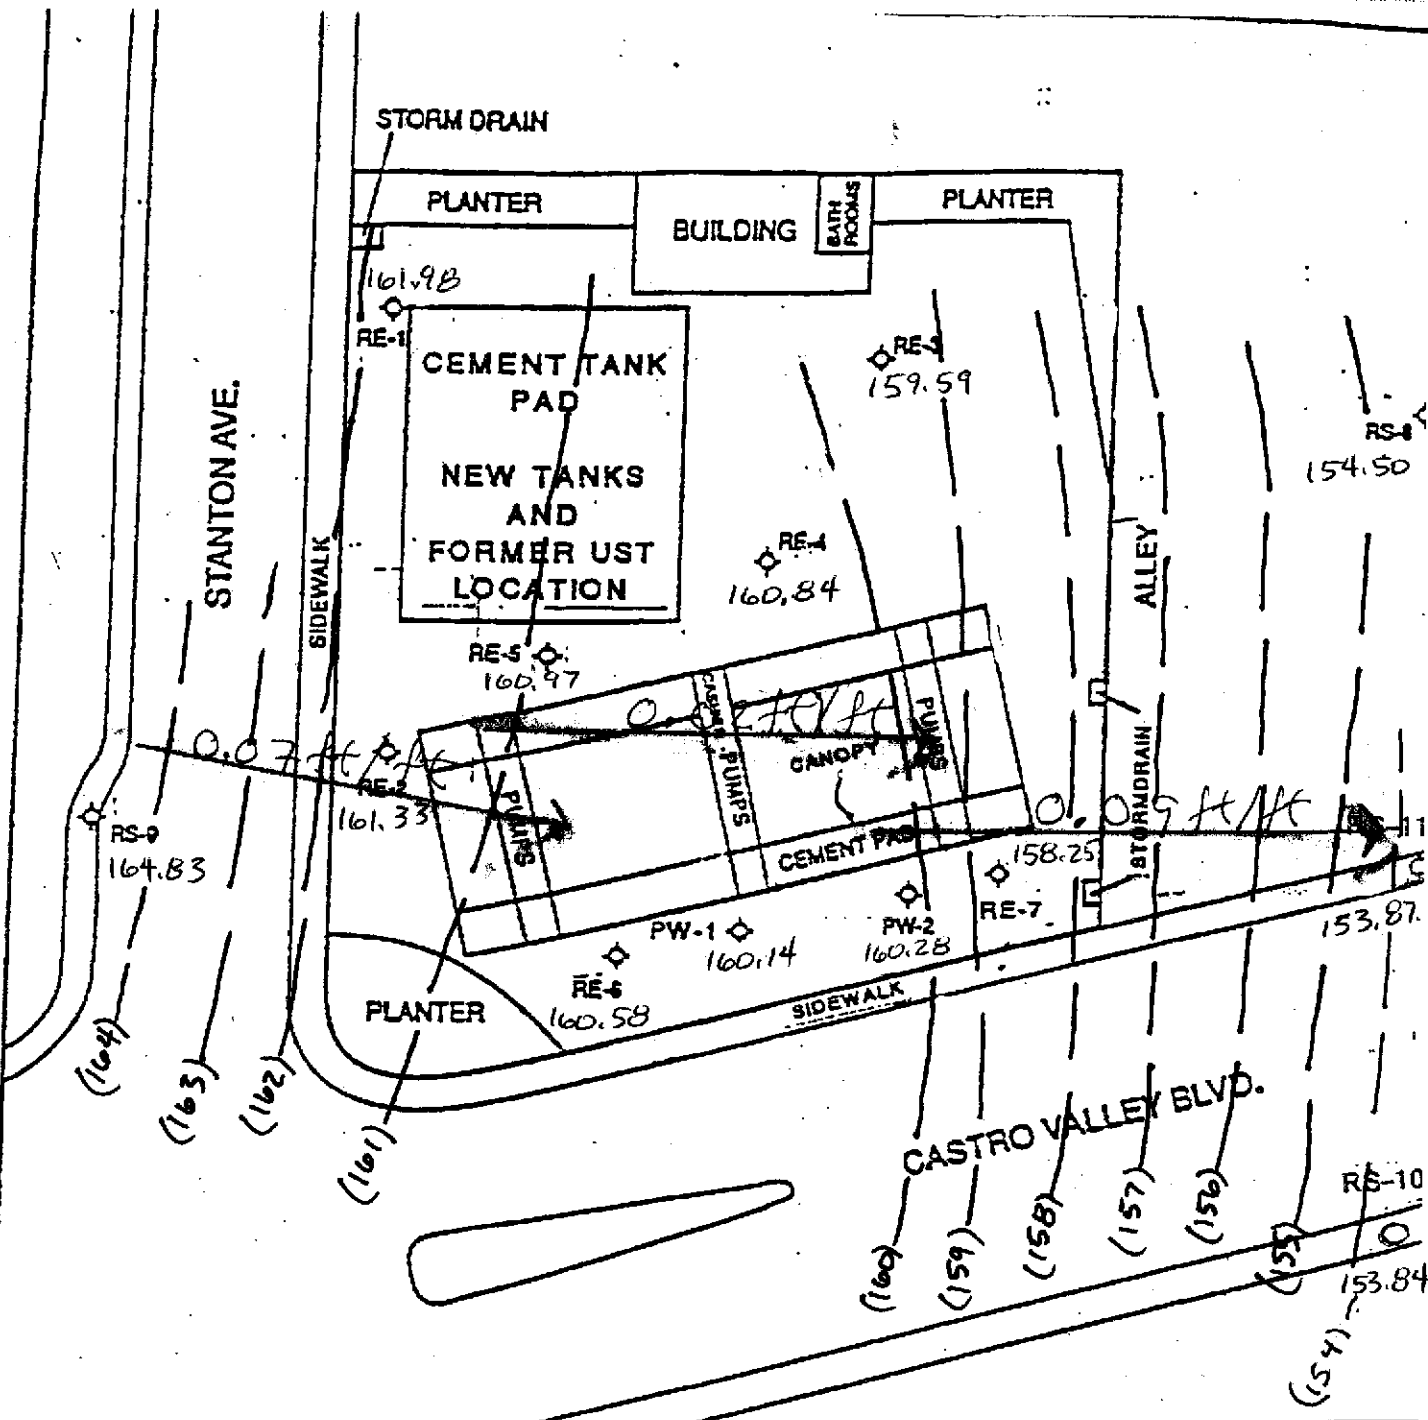 STORM DRAIN
PLANTER
BUILDING
BATH
ROOMS
PLANTER
161.98
RE-1
CEMENT TANK
PAD
NEW TANKS
AND
FORMER UST
LOCATION
RE-3
159.59
RS-8
154.50
STANTON AVE.
SIDEWALK
RE-4
160.84
ALLEY
RE-5
160.97
PUMPS
CANOPY
PUMPS
PUMPS
STORMDRAIN
0.07 ft/ft
RE-2
161.33
RS-9
164.83
CEMENT PAD
0.09 ft/ft
158.25
RE-7
PW-1
160.14
PW-2
160.28
153.87
RE-6
160.58
PLANTER
SIDEWALK
CASTRO VALLEY BLVD.
(164)
(163)
(162)
(161)
(160)
(159)
(158)
(157)
(156)
(155)
(154)
RS-10
153.84